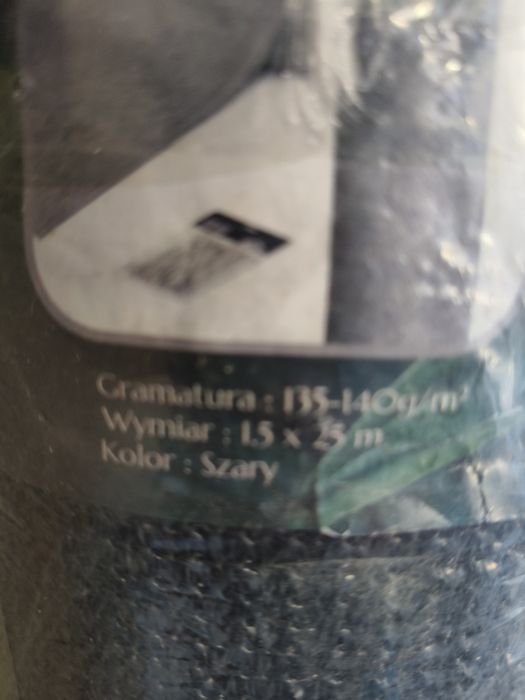 Gramatura : 135-140g/m²
Wymiar : 1.5 x 25 m
Kolor : Szary